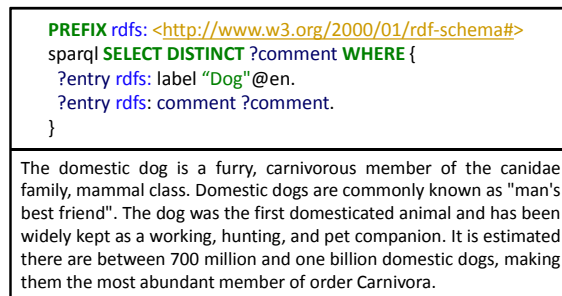 PREFIX rdfs: <http://www.w3.org/2000/01/rdf-schema#>
sparql SELECT DISTINCT ?comment WHERE {
?entry rdfs: label “Dog"@en.
?entry rdfs: comment ?comment.
}
The domestic dog is a furry, carnivorous member of the canidae
family, mammal class. Domestic dogs are commonly known as "man's
best friend". The dog was the first domesticated animal and has been
widely kept as a working, hunting, and pet companion. It is estimated
there are between 700 million and one billion domestic dogs, making
them the most abundant member of order Carnivora.